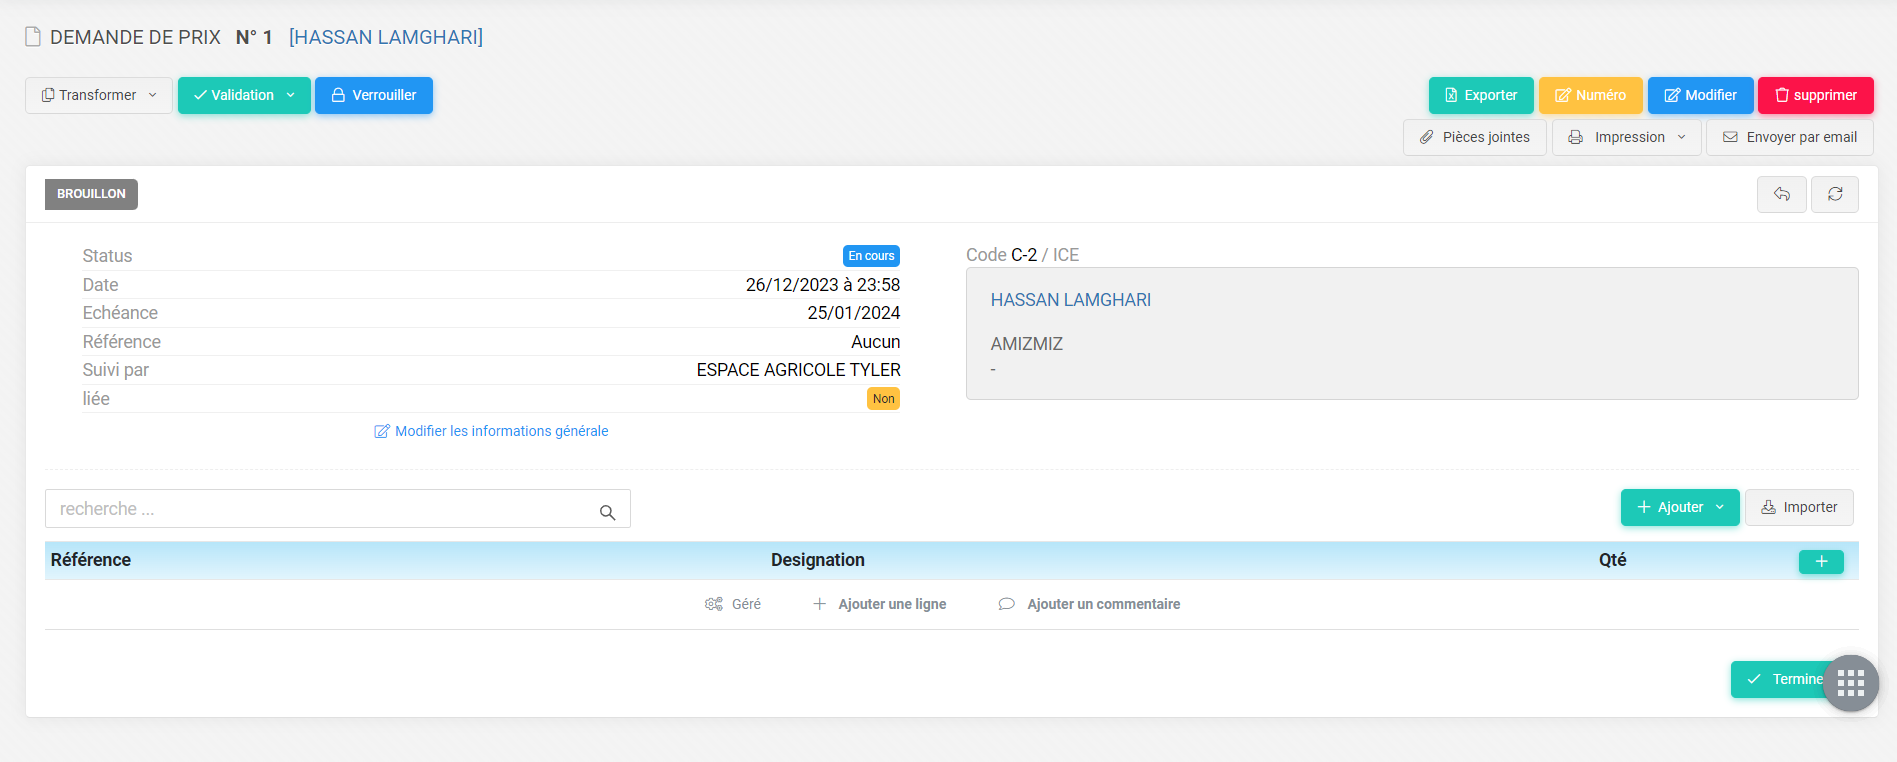 DEMANDE DE PRIX N° 1 [HASSAN LAMGHARI]
Transformer Validation Verrouiller
Exporter Numéro Modifier supprimer
Pièces jointes Impression Envoyer par email
BROUILLON
Status En cours
Date 26/12/2023 à 23:58
Echéance 25/01/2024
Référence Aucun
Suivi par ESPACE AGRICOLE TYLER
liée Non
Modifier les informations générale
Code C-2 / ICE
HASSAN LAMGHARI
AMIZMIZ
-
recherche ...
Ajouter Importer
Référence Designation Qté
Géré Ajouter une ligne Ajouter un commentaire
Termine